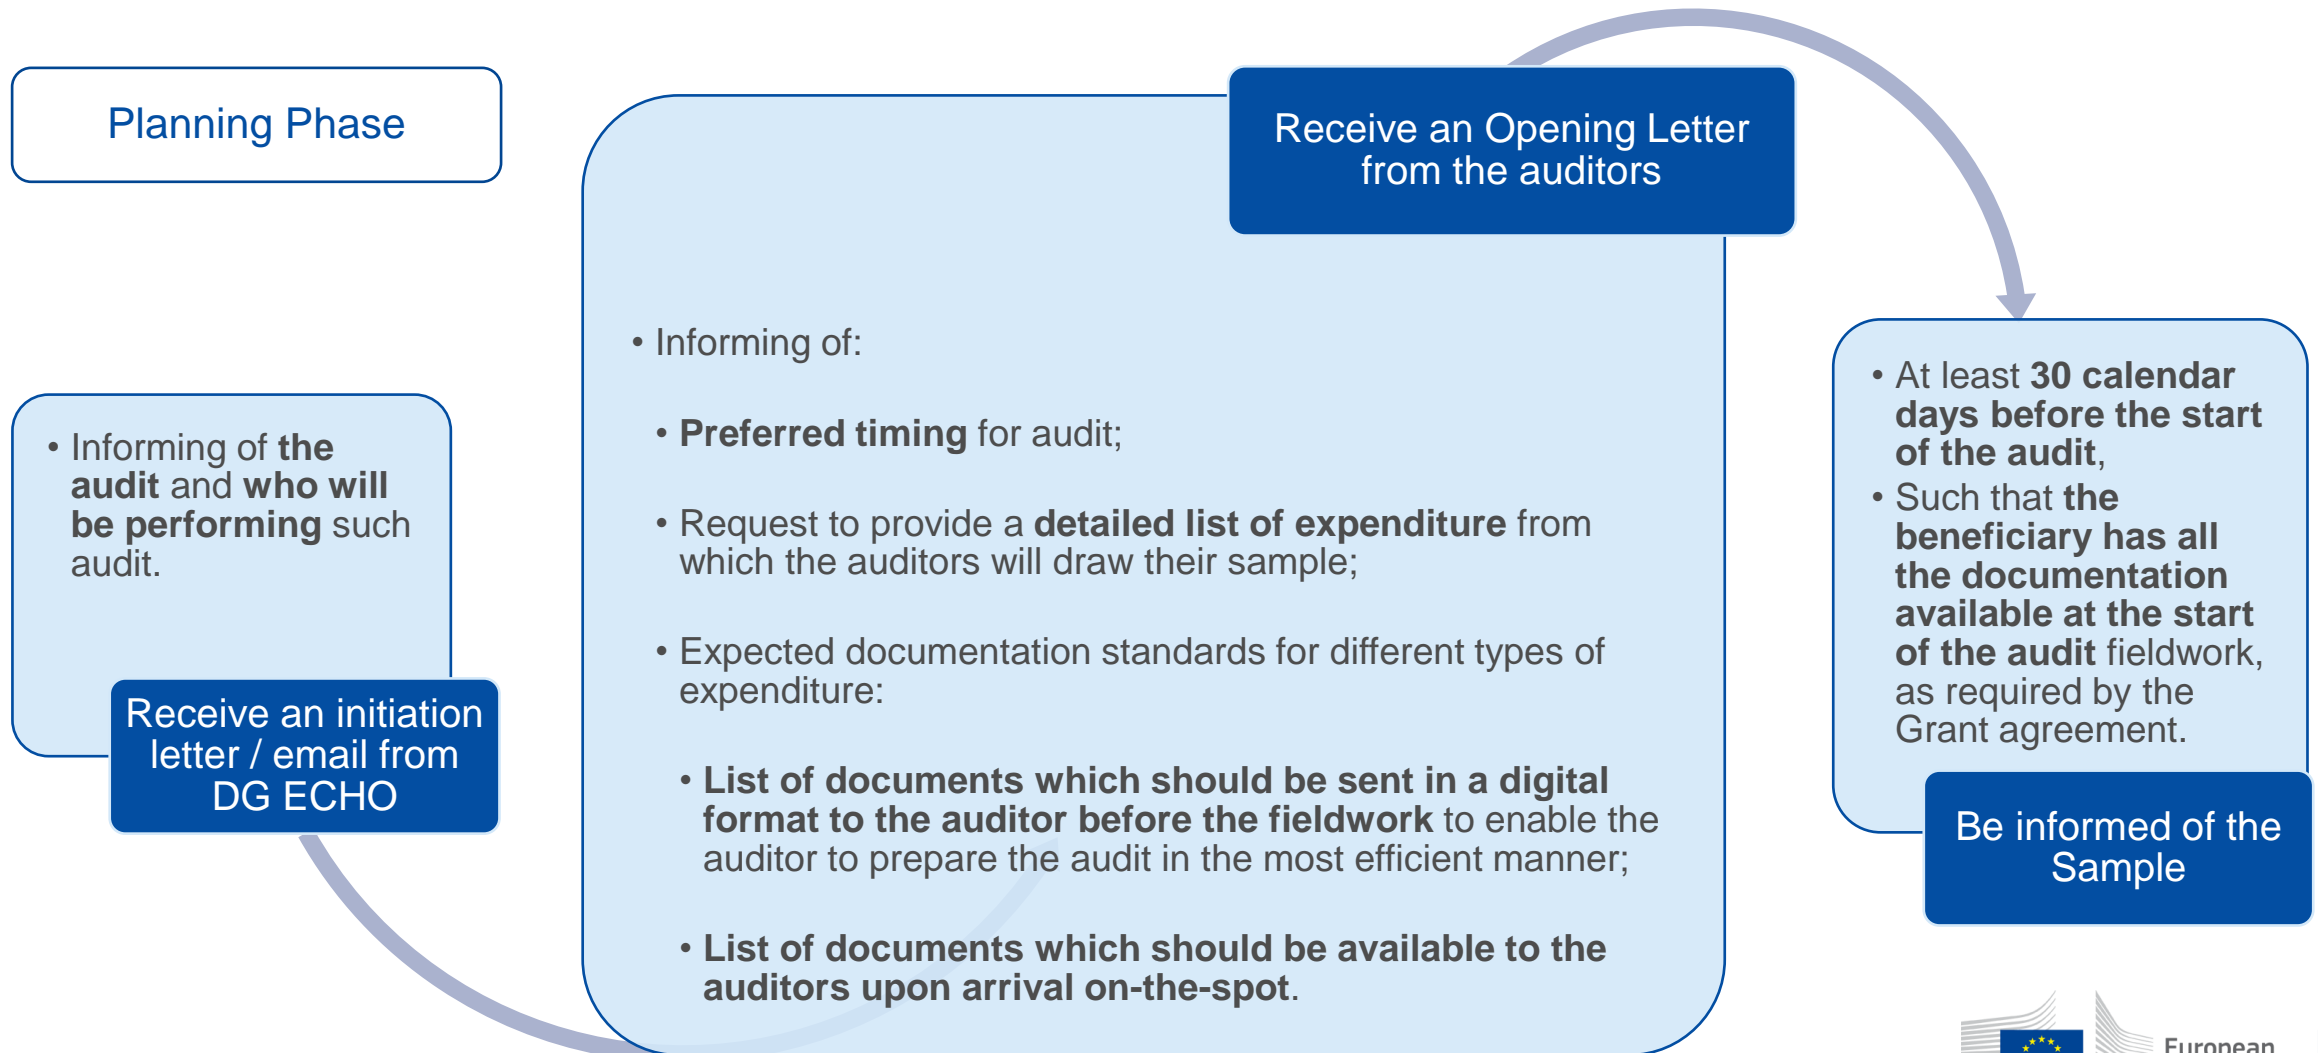 Planning Phase
• Informing of the
audit and who will
be performing such
audit.
Receive an initiation
letter / email from
DG ECHO
Receive an Opening Letter
from the auditors
• Informing of:
• Preferred timing for audit;
• Request to provide a detailed list of expenditure from
which the auditors will draw their sample;
• Expected documentation standards for different types of
expenditure:
• List of documents which should be sent in a digital
format to the auditor before the fieldwork to enable the
auditor to prepare the audit in the most efficient manner;
• List of documents which should be available to the
auditors upon arrival on-the-spot.
• At least 30 calendar
days before the start
of the audit,
• Such that the
beneficiary has all
the documentation
available at the start
of the audit fieldwork,
as required by the
Grant agreement.
Be informed of the
Sample
European